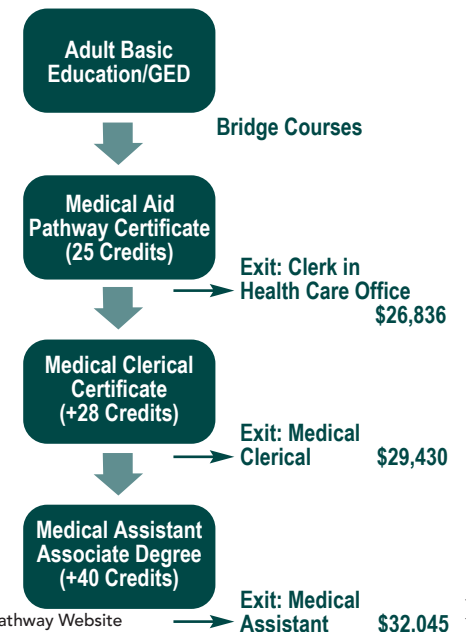 Adult Basic
Education/GED
Bridge Courses
Medical Aid
Pathway Certificate
(25 Credits)
Exit: Clerk in
Health Care Office
$26,836
Medical Clerical
Certificate
(+28 Credits)
Exit: Medical
Clerical $29,430
Medical Assistant
Associate Degree
(+40 Credits)
Exit: Medical
Assistant $32,045
athway Website